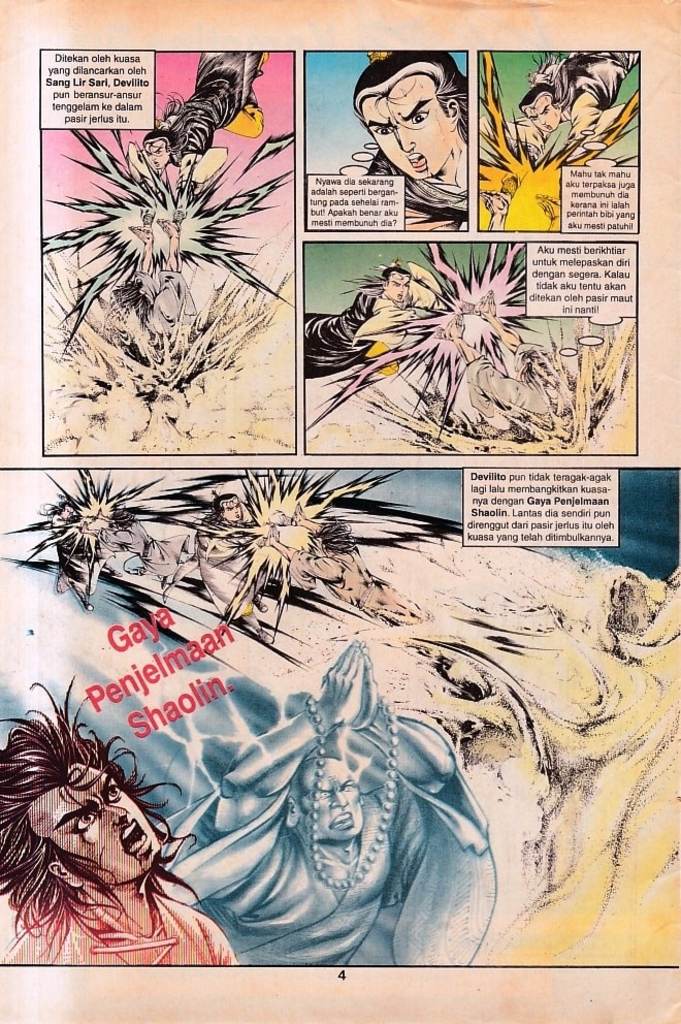 Ditekan oleh kuasa
yang dilancarkan oleh
Sang Lir Sari, Devilito
pun beransur-ansur
tenggelam ke dalam
pasir jerlus itu.
Nyawa dia sekarang
adalah seperti bergan-
tung pada sehelai ram-
but! Apakah benar aku
mesti membunuh dia?
Mahu tak mahu
aku terpaksa juga
membunuh dia
kerana ini ialah
perintah bibi yang
aku mesti patuhi!
Aku mesti berikhtiar
untuk melepaskan diri
dengan segera. Kalau
tidak aku tentu akan
ditekan oleh pasir maut
ini nanti!
Devilito pun tidak teragak-agak
lagi lalu membangkitkan kuasa-
nya dengan Gaya Penjelmaan
Shaolin. Lantas dia sendiri pun
direnggut dari pasir jerlus itu oleh
kuasa yang telah ditimbulkannya.
Gaya
Penjelmaan
Shaolin.
4